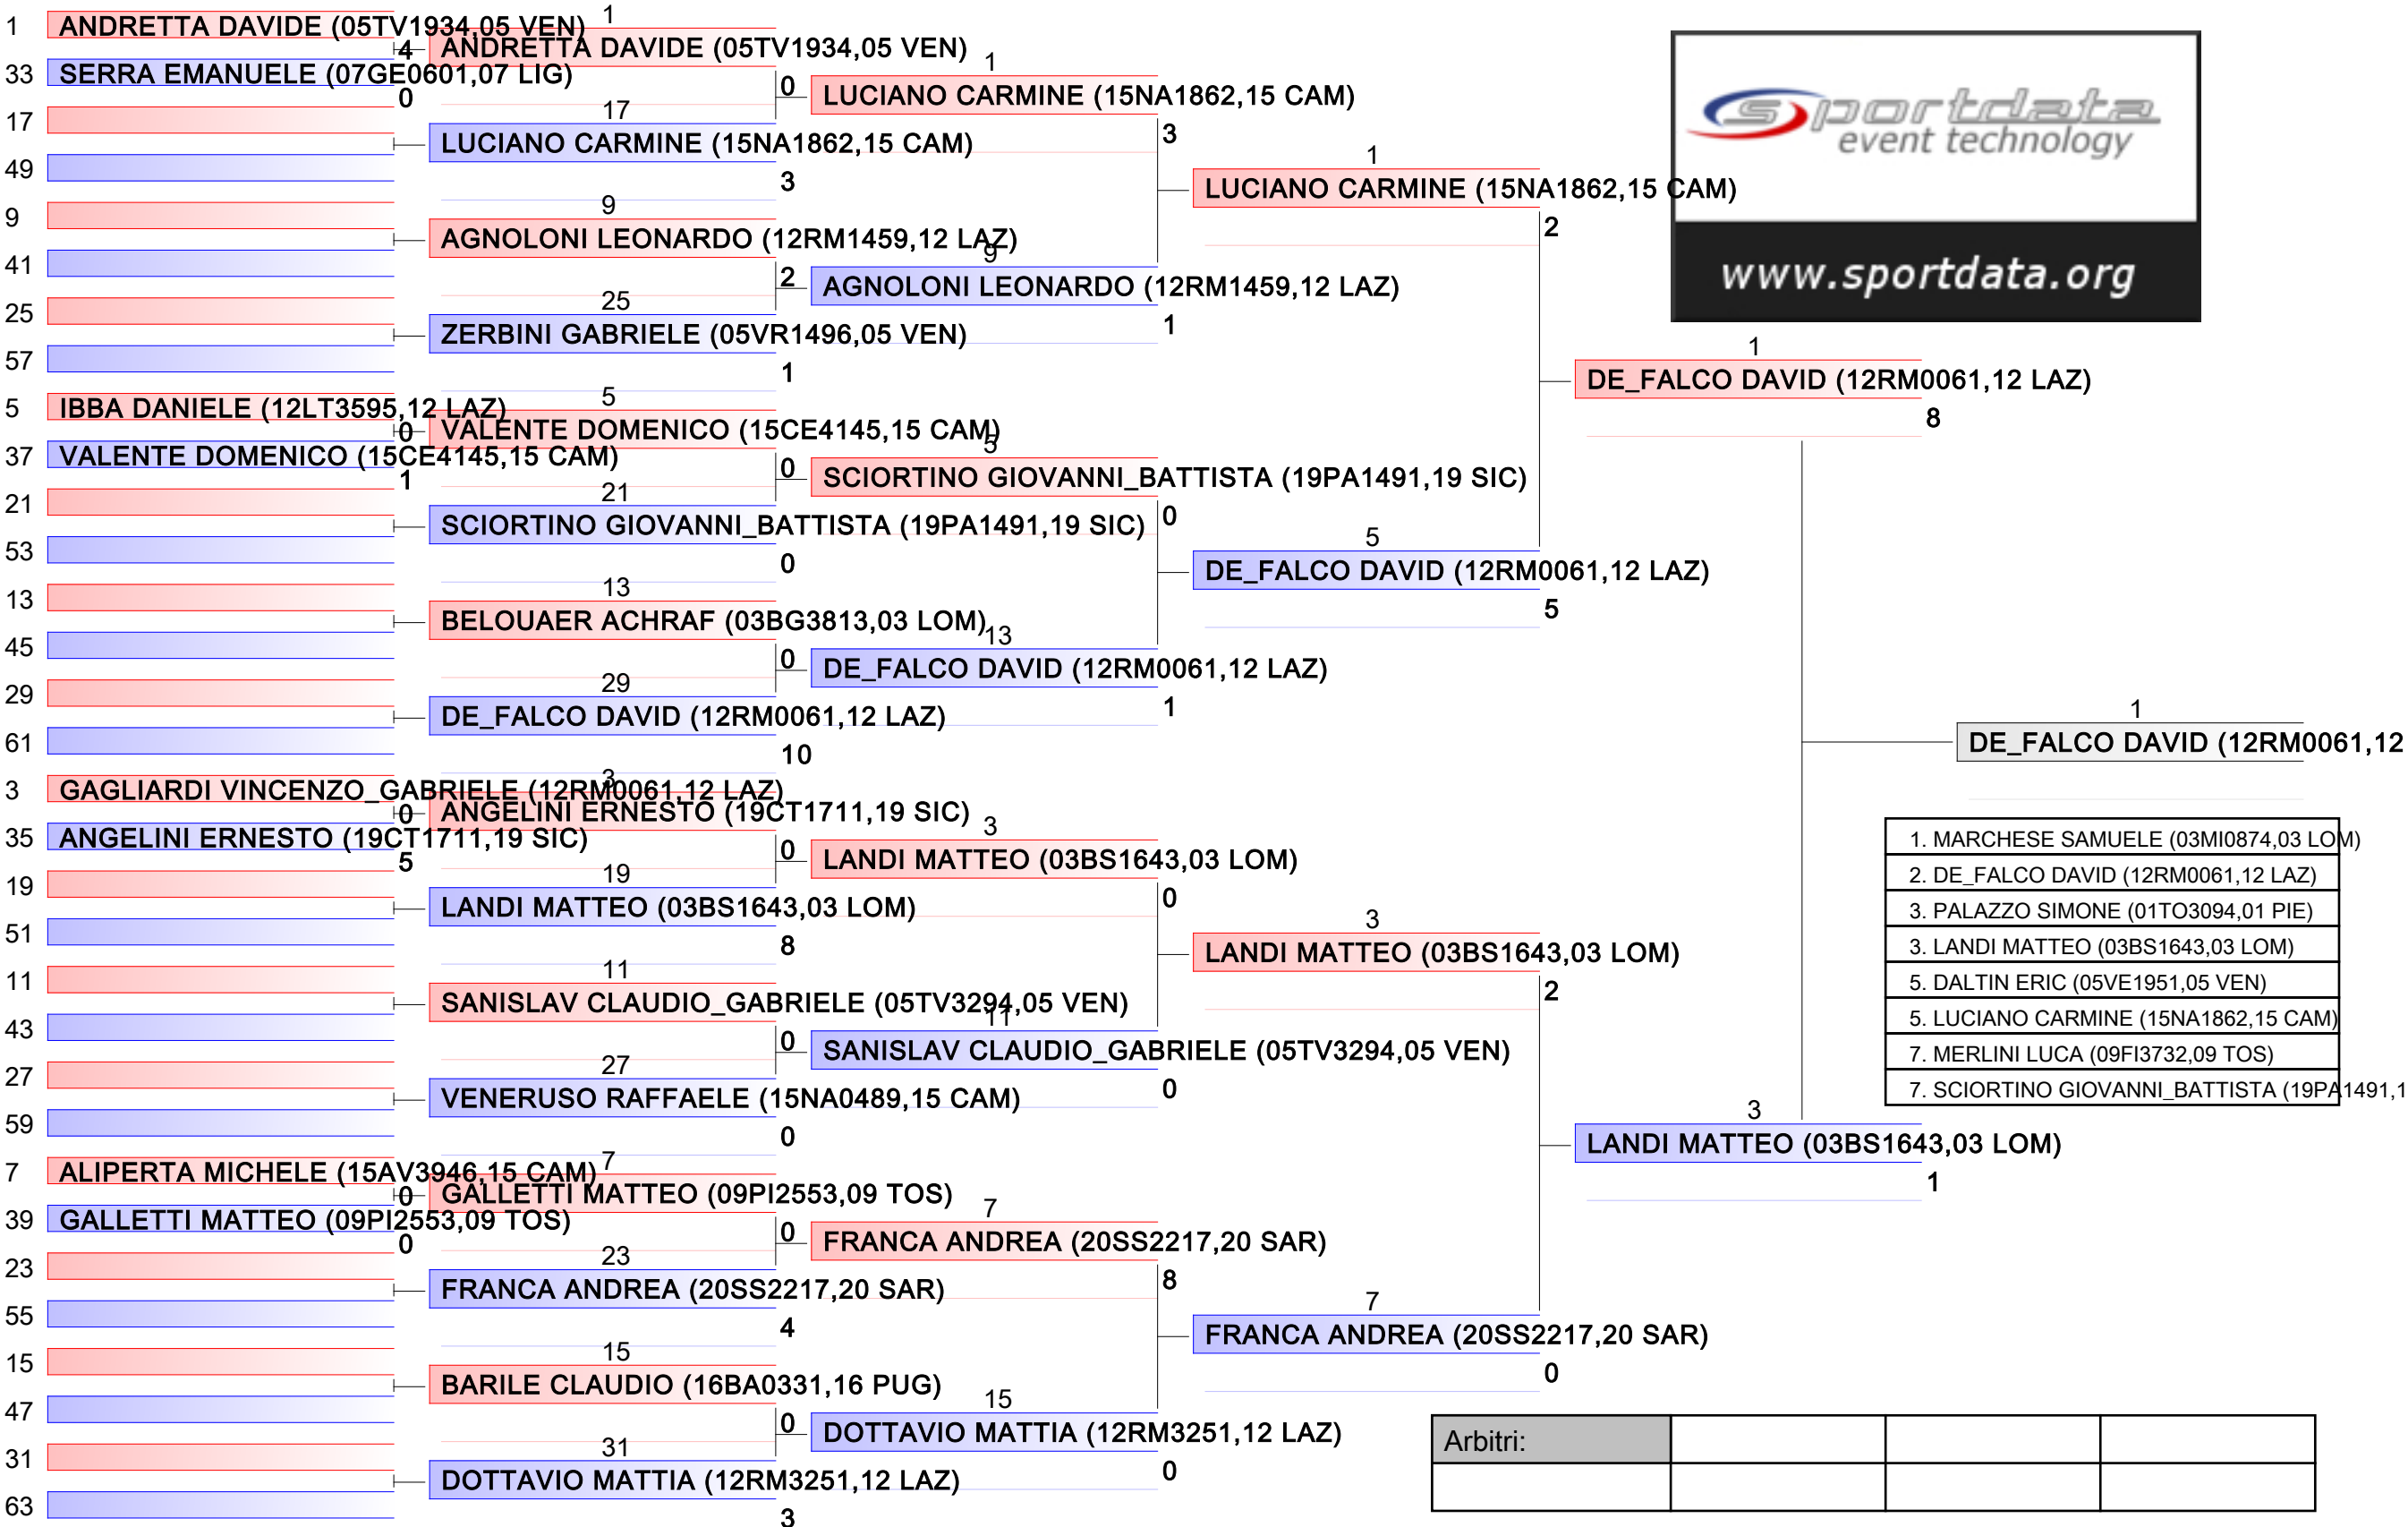 1 ANDRETTA DAVIDE (05TV1934,05 VEN)
4
33 SERRA EMANUELE (07GE0601,07 LIG)
0
17
49
9
41
25
57
5 IBBA DANIELE (12LT3595,12 LAZ)
0
37 VALENTE DOMENICO (15CE4145,15 CAM)
1
21
53
13
45
29
61
3 GAGLIARDI VINCENZO_GABRIELE (12RM0061,12 LAZ)
0
35 ANGELINI ERNESTO (19CT1711,19 SIC)
5
19
51
11
43
27
59
7 ALIPERTA MICHELE (15AV3946,15 CAM)
0
39 GALLETTI MATTEO (09PI2553,09 TOS)
0
23
55
15
47
31
63
1
ANDRETTA DAVIDE (05TV1934,05 VEN)
0
17
LUCIANO CARMINE (15NA1862,15 CAM)
3
9
AGNOLONI LEONARDO (12RM1459,12 LAZ)
2
25
ZERBINI GABRIELE (05VR1496,05 VEN)
1
5
VALENTE DOMENICO (15CE4145,15 CAM)
0
21
SCIORTINO GIOVANNI_BATTISTA (19PA1491,19 SIC)
0
13
BELOUAER ACHRAF (03BG3813,03 LOM)
0
29
DE_FALCO DAVID (12RM0061,12 LAZ)
10
3
ANGELINI ERNESTO (19CT1711,19 SIC)
0
19
LANDI MATTEO (03BS1643,03 LOM)
8
11
SANISLAV CLAUDIO_GABRIELE (05TV3294,05 VEN)
0
27
VENERUSO RAFFAELE (15NA0489,15 CAM)
0
7
GALLETTI MATTEO (09PI2553,09 TOS)
0
23
FRANCA ANDREA (20SS2217,20 SAR)
4
15
BARILE CLAUDIO (16BA0331,16 PUG)
0
31
DOTTAVIO MATTIA (12RM3251,12 LAZ)
3
1
LUCIANO CARMINE (15NA1862,15 CAM)
3
9
AGNOLONI LEONARDO (12RM1459,12 LAZ)
1
5
SCIORTINO GIOVANNI_BATTISTA (19PA1491,19 SIC)
0
13
DE_FALCO DAVID (12RM0061,12 LAZ)
1
3
LANDI MATTEO (03BS1643,03 LOM)
0
11
SANISLAV CLAUDIO_GABRIELE (05TV3294,05 VEN)
0
7
FRANCA ANDREA (20SS2217,20 SAR)
8
15
DOTTAVIO MATTIA (12RM3251,12 LAZ)
0
1
LUCIANO CARMINE (15NA1862,15 CAM)
2
5
DE_FALCO DAVID (12RM0061,12 LAZ)
5
3
LANDI MATTEO (03BS1643,03 LOM)
2
7
FRANCA ANDREA (20SS2217,20 SAR)
0
sportdata
event technology
www.sportdata.org
1
DE_FALCO DAVID (12RM0061,12 LAZ)
8
3
LANDI MATTEO (03BS1643,03 LOM)
1
1
DE_FALCO DAVID (12RM0061,12
1. MARCHESE SAMUELE (03MI0874,03 LOM)
2. DE_FALCO DAVID (12RM0061,12 LAZ)
3. PALAZZO SIMONE (01TO3094,01 PIE)
3. LANDI MATTEO (03BS1643,03 LOM)
5. DALTIN ERIC (05VE1951,05 VEN)
5. LUCIANO CARMINE (15NA1862,15 CAM)
7. MERLINI LUCA (09FI3732,09 TOS)
7. SCIORTINO GIOVANNI_BATTISTA (19PA1491,1
Arbitri: